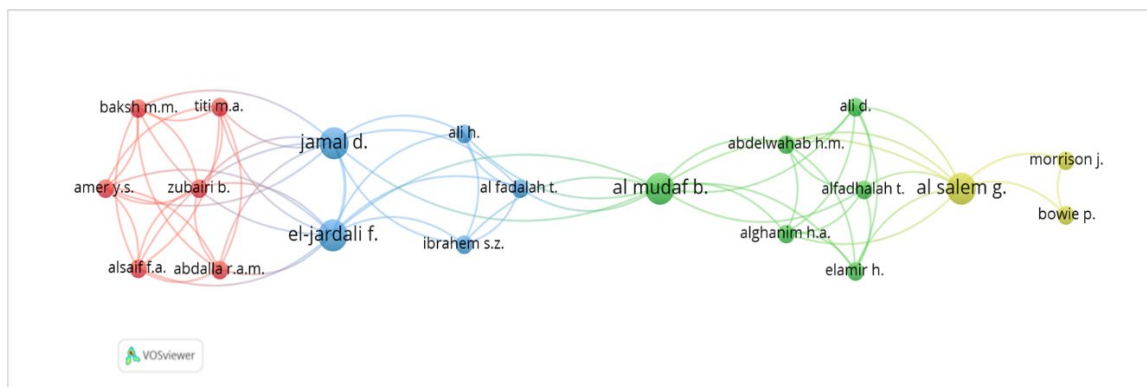 baksh m.m.
titi m.a.
amer y.s.
zubairi b.
alsaif f.a.
abdalla r.a.m.
jamal d.
el-jardali f.
ali h.
al fadalah t.
ibrahem s.z.
al mudaf b.
abdelwahab h.m.
ali d.
alfadhalah t.
alghanim h.a.
elamir h.
al salem g.
morrison j.
bowie p.
VOSviewer